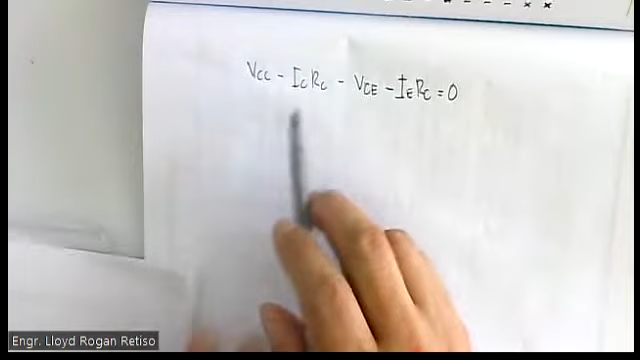 VCC - ICRC - VCE - IERC = 0
Engr. Lloyd Rogan Retiso